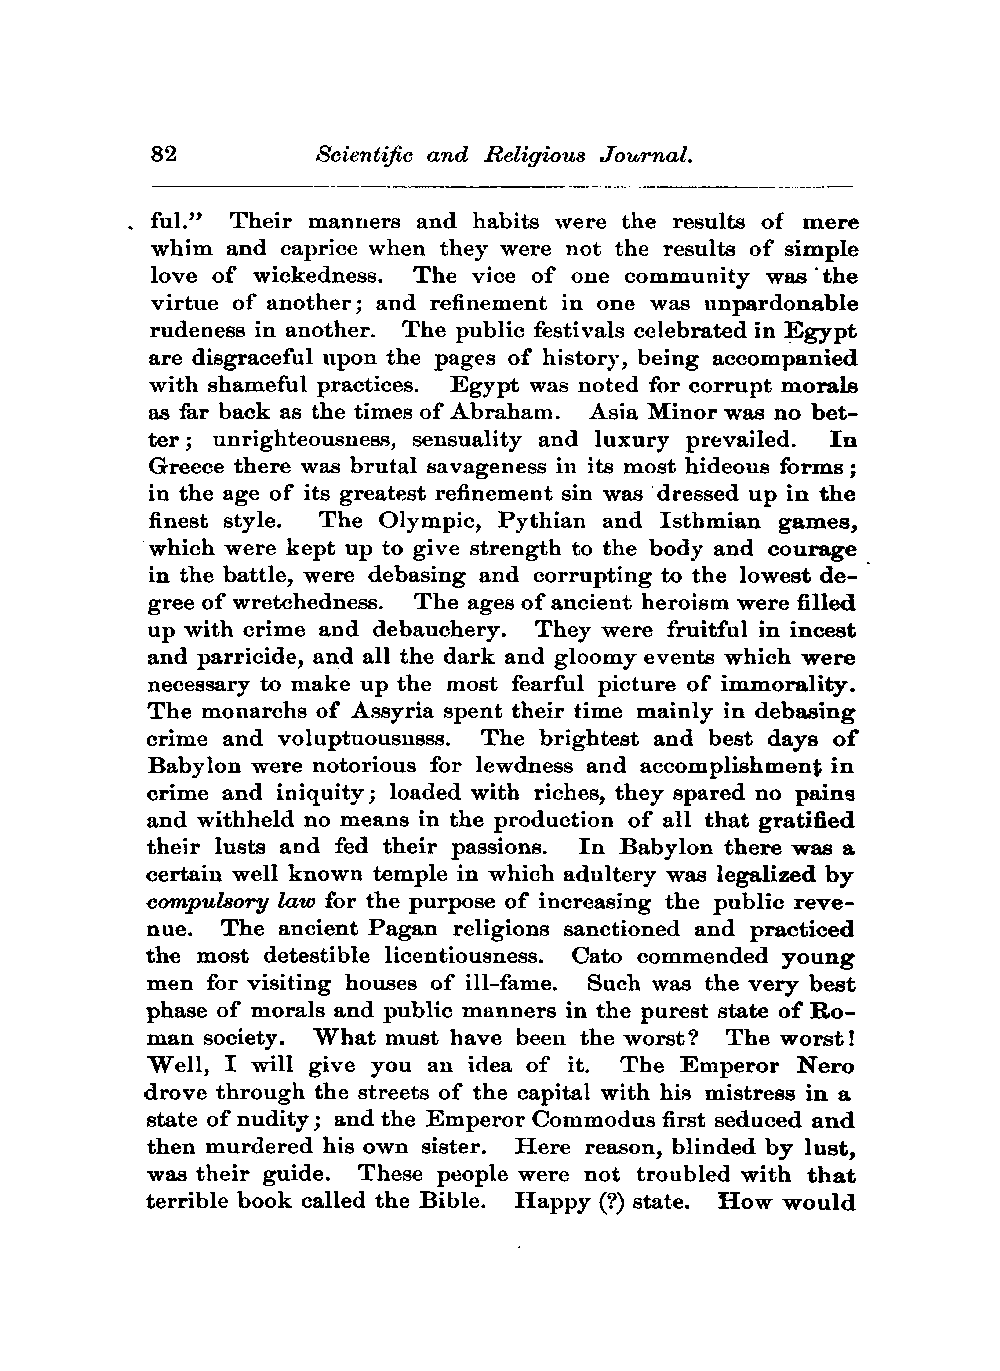 82 Scientific and Religious Journal.
ful." Their manners and habits were the results of mere
whim and caprice when they were not the results of simple
love of wickedness. The vice of one community was the
virtue of another; and refinement in one was unpardonable
rudeness in another. The public festivals celebrated in Egypt
are disgraceful upon the pages of history, being accompanied
with shameful practices. Egypt was noted for corrupt morals
as far back as the times of Abraham. Asia Minor was no bet-
ter; unrighteousness, sensuality and luxury prevailed. In
Greece there was brutal savageness in its most hideous forms;
in the age of its greatest refinement sin was dressed up in the
finest style. The Olympic, Pythian and Isthmian games,
which were kept up to give strength to the body and courage
in the battle, were debasing and corrupting to the lowest de-
gree of wretchedness. The ages of ancient heroism were filled
up with crime and debauchery. They were fruitful in incest
and parricide, and all the dark and gloomy events which were
necessary to make up the most fearful picture of immorality.
The monarchs of Assyria spent their time mainly in debasing
crime and voluptuousnsss. The brightest and best days of
Babylon were notorious for lewdness and accomplishment in
crime and iniquity; loaded with riches, they spared no pains
and withheld no means in the production of all that gratified
their lusts and fed their passions. In Babylon there was a
certain well known temple in which adultery was legalized by
compulsory law for the purpose of increasing the public reve-
nue. The ancient Pagan religions sanctioned and practiced
the most detestible licentiousness. Cato commended young
men for visiting houses of ill-fame. Such was the very best
phase of morals and public manners in the purest state of Ro-
man society. What must have been the worst? The worst!
Well, I will give you an idea of it. The Emperor Nero
drove through the streets of the capital with his mistress in a
state of nudity; and the Emperor Commodus first seduced and
then murdered his own sister. Here reason, blinded by lust,
was their guide. These people were not troubled with that
terrible book called the Bible. Happy (?) state. How would